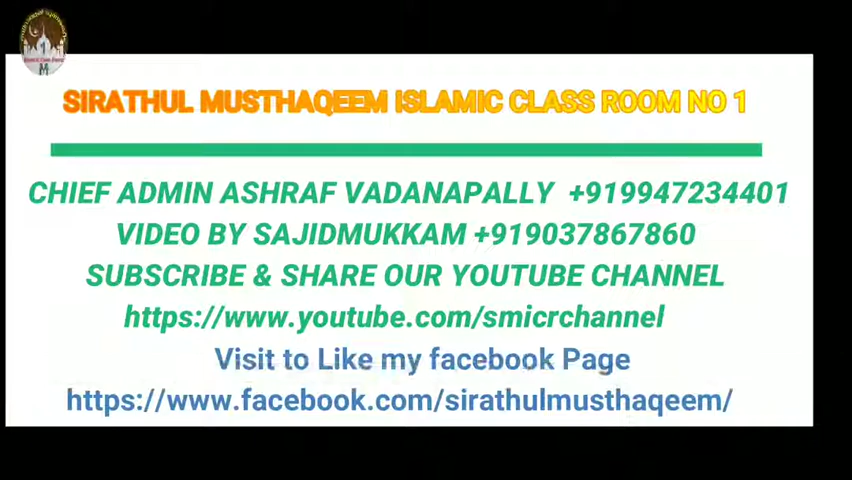 SIRATHUL MUSTHAQEEM ISLAMIC CLASS ROOM NO 1
CHIEF ADMIN ASHRAF VADANAPALLY +919947234401
VIDEO BY SAJIDMUKKAM +919037867860
SUBSCRIBE & SHARE OUR YOUTUBE CHANNEL
https://www.youtube.com/smicrchannel
Visit to Like my facebook Page
https://www.facebook.com/sirathulmusthaqeem/